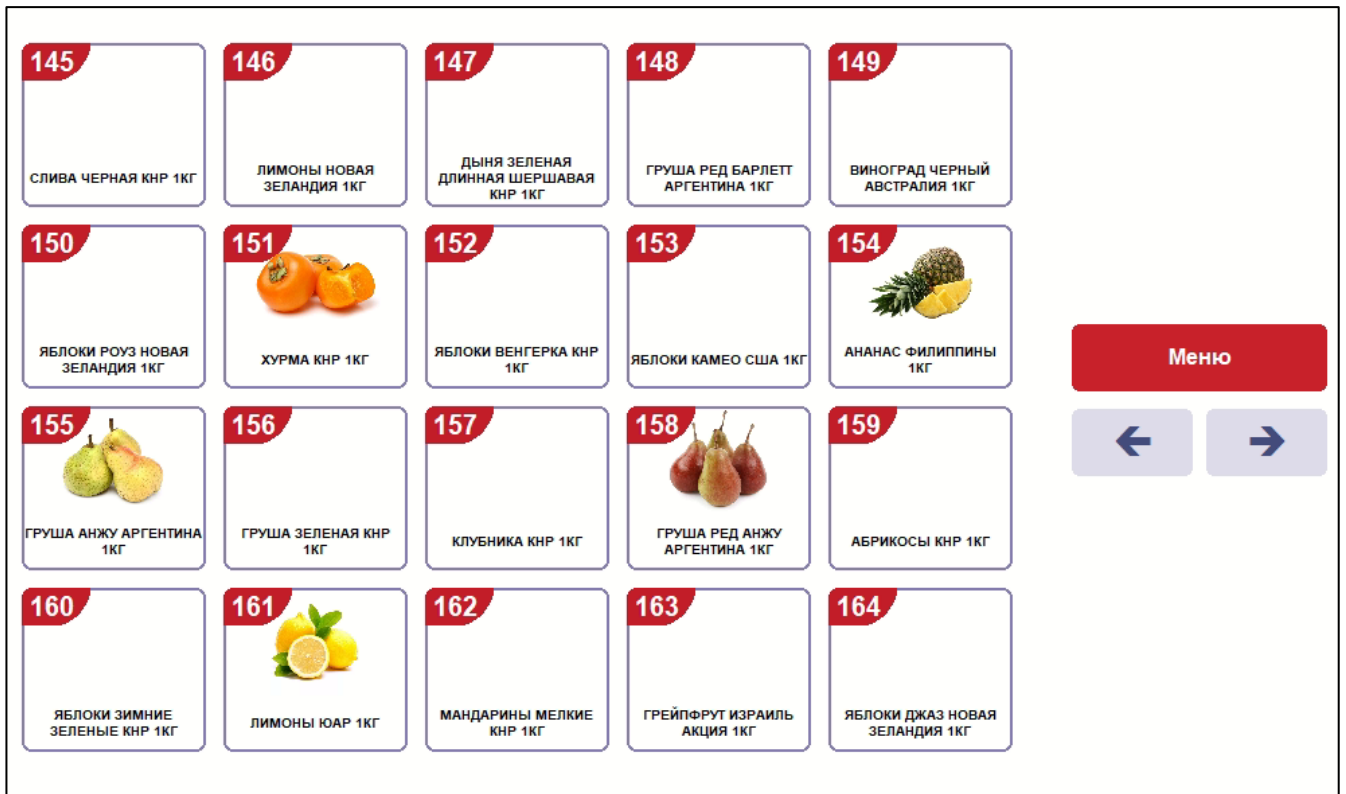 145
СЛИВА ЧЕРНАЯ КНР 1КГ
146
ЛИМОНЫ НОВАЯ
ЗЕЛАНДИЯ 1КГ
147
ДЫНЯ ЗЕЛЕНАЯ
ДЛИННАЯ ШЕРШАВАЯ
КНР 1КГ
148
ГРУША РЕД БАРЛЕТТ
АРГЕНТИНА 1КГ
149
ВИНОГРАД ЧЕРНЫЙ
АВСТРАЛИЯ 1КГ
150
ЯБЛОКИ РОУЗ НОВАЯ
ЗЕЛАНДИЯ 1КГ
151
ХУРМА КНР 1КГ
152
ЯБЛОКИ ВЕНГЕРКА КНР
1КГ
153
ЯБЛОКИ КАМЕО США 1КГ
154
АНАНАС ФИЛИППИНЫ
1КГ
155
ГРУША АНЖУ АРГЕНТИНА
1КГ
156
ГРУША ЗЕЛЕНАЯ КНР
1КГ
157
КЛУБНИКА КНР 1КГ
158
ГРУША РЕД АНЖУ
АРГЕНТИНА 1КГ
159
АБРИКОСЫ КНР 1КГ
160
ЯБЛОКИ ЗИМНИЕ
ЗЕЛЕНЫЕ КНР 1КГ
161
ЛИМОНЫ ЮАР 1КГ
162
МАНДАРИНЫ МЕЛКИЕ
КНР 1КГ
163
ГРЕЙПФРУТ ИЗРАИЛЬ
АКЦИЯ 1КГ
164
ЯБЛОКИ ДЖАЗ НОВАЯ
ЗЕЛАНДИЯ 1КГ
Меню